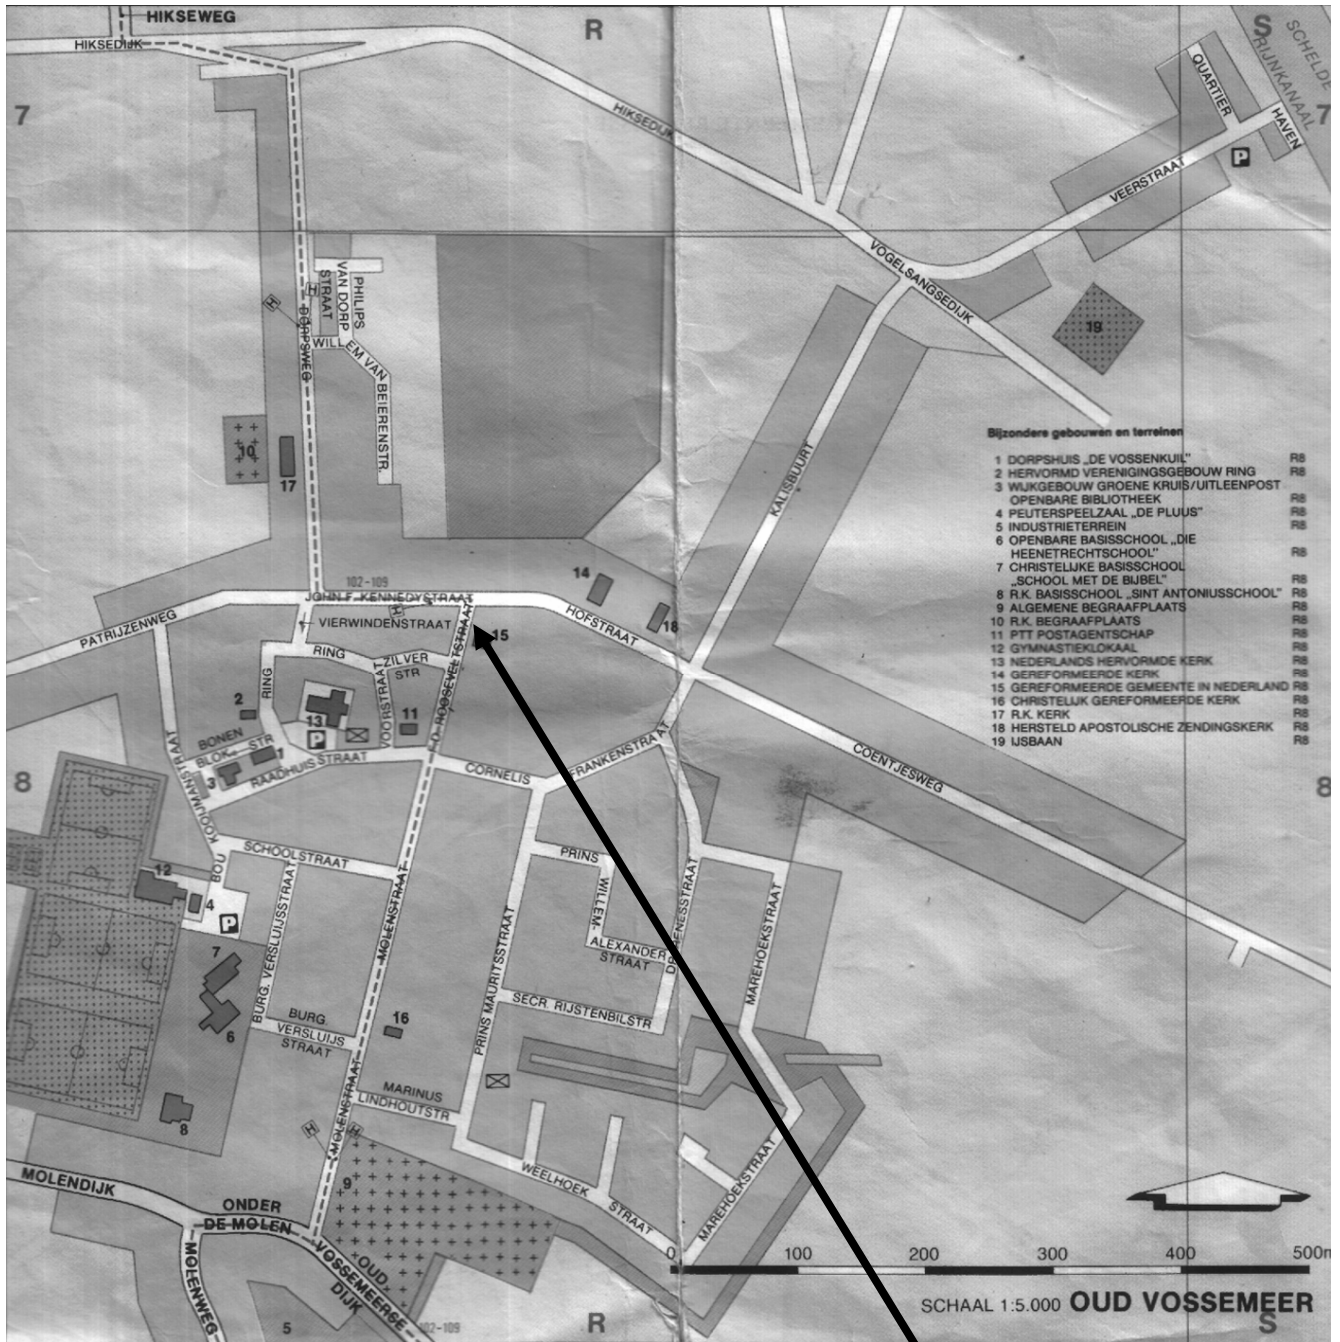 HIKSEWEG
R
S
HIKSEDIJK
SCHELDE
RIJNKANAAL
7
7
QUARTIER
HAVEN
HIKSEDIJK
P
VEERSTRAAT
VOGELSANGSEDIJK
PHILIPS
VAN DORP
STRAAT
H
H
DORPSWEG
WILLEM VAN BEIERENSTR.
19
10
17
KALISBUURT
Bijzondere gebouwen en terreinen
1 DORPSHUIS „DE VOSSENKUIL" R8
2 HERVORMD VERENIGINGSGEBOUW RING R8
3 WIJKGEBOUW GROENE KRUIS/UITLEENPOST
OPENBARE BIBLIOTHEEK R8
4 PEUTERSPEELZAAL „DE PLUUS" R8
5 INDUSTRIETERREIN R8
6 OPENBARE BASISSCHOOL „DIE
HEENETRECHTSCHOOL" R8
7 CHRISTELIJKE BASISSCHOOL
„SCHOOL MET DE BIJBEL" R8
8 R.K. BASISSCHOOL „SINT ANTONIUSSCHOOL" R8
9 ALGEMENE BEGRAAFPLAATS R8
10 R.K. BEGRAAFPLAATS R8
11 PTT POSTAGENTSCHAP R8
12 GYMNASTIEKLOKAAL R8
13 NEDERLANDS HERVORMDE KERK R8
14 GEREFORMEERDE KERK R8
15 GEREFORMEERDE GEMEENTE IN NEDERLAND R8
16 CHRISTELIJK GEREFORMEERDE KERK R8
17 R.K. KERK R8
18 HERSTELD APOSTOLISCHE ZENDINGSKERK R8
19 IJSBAAN R8
102-109
14
JOHN F. KENNEDYSTRAAT
H
PATRIJZENWEG
VIERWINDENSTRAAT
HOFSTRAAT
18
15
RING
ZILVER
STR
RING
VOORSTRAAT
F.D. ROOSEVELTSTRAAT
2
13
11
P
BONEN
BLOK
STR
1
3
RAADHUIS STRAAT
CORNELIS FRANKENSTRAAT
COENTJESWEG
8
8
BOU KOOIJMANSTRAAT
SCHOOLSTRAAT
PRINS
WILLEM-
ALEXANDER
STRAAT
12
4
P
BURG. VERSLUIJSSTRAAT
MOLENSTRAAT
MAREHOEKSTRAAT
7
6
PRINS MAURITSSTRAAT
SECR. RIJSTENBILSTR
BURG.
VERSLUIJS
STRAAT
16
MARINUS
LINDHOUTSTR
MOLENSTRAAT
8
H
H
WEELHOEK STRAAT
MAREHOEKSTRAAT
MOLENDIJK
9
ONDER
DE MOLEN
MOLENWEG
OUD
VOSSEMEERSE
DIJK
0 100 200 300 400 500m
SCHAAL 1:5.000 OUD VOSSEMEER
5
102-109
R
S